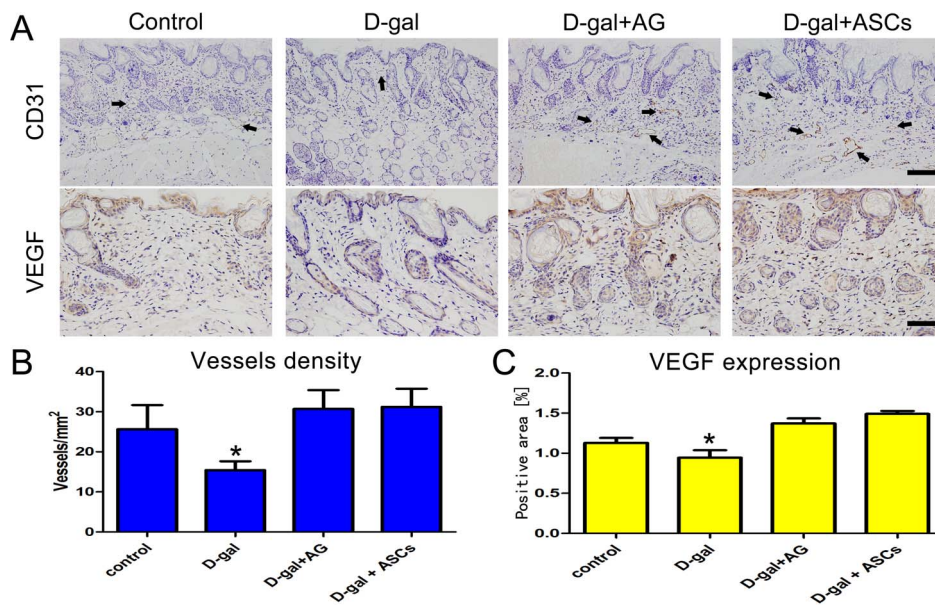 A
Control
D-gal
D-gal+AG
D-gal+ASCs
CD31
VEGF
B
Vessels density
Vessels/mm²
40
30
20
10
0
*
control
D-gal
D-gal+AG
D-gal + ASCs
C
VEGF expression
Positive area [%]
2.0
1.5
1.0
0.5
0.0
*
control
D-gal
D-gal+AG
D-gal + ASCs